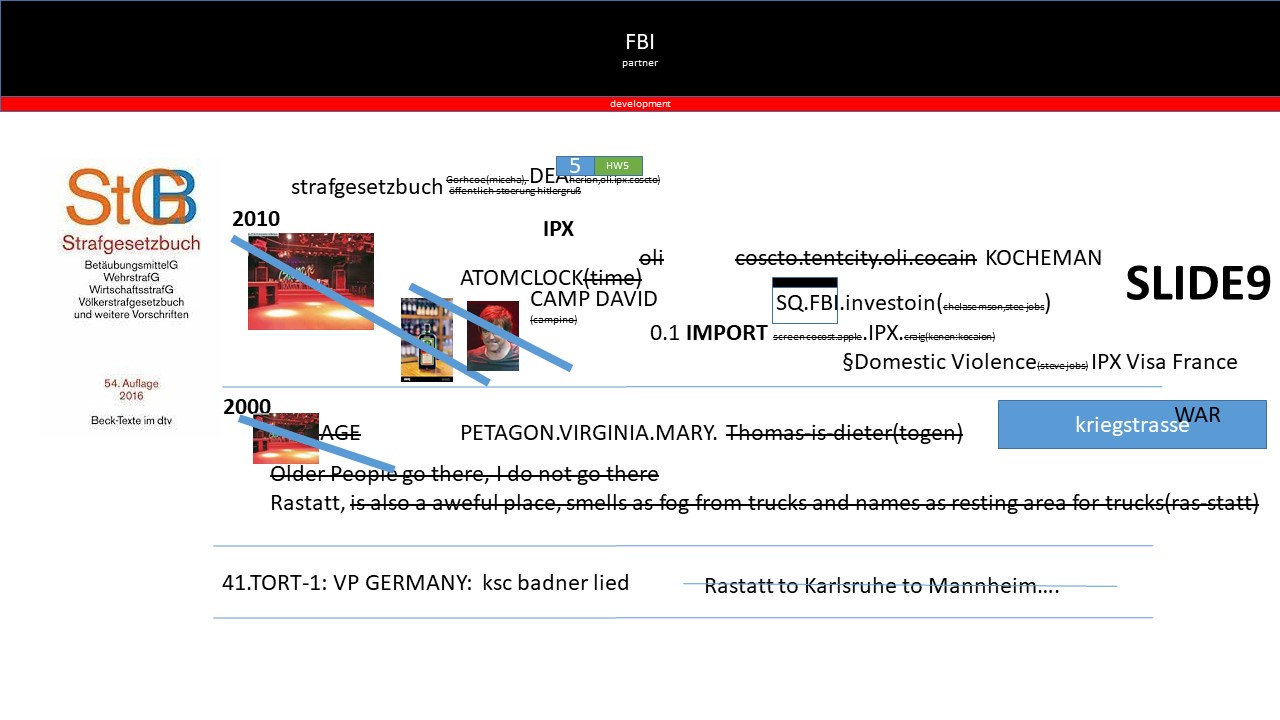 FBI
partner
development
StGB
Strafgesetzbuch
BetäubungsmittelG
WehrstrafG
WirtschaftsstrafG
Völkerstrafgesetzbuch
und weitere Vorschriften
54. Auflage
2016
Beck-Texte im dtv
5 HW5
strafgesetzbuch Gorhcoe(miceha), DEA herion,oli.ipx.coscto)
öffentlich stoerung hitlergruß
2010
IPX
oli coscto.tentcity.oli.cocain KOCHEMAN
ATOMCLOCK(time)
SLIDE9
CAMP DAVID
(campino)
SQ.FBI.investoin(chelase mson,stee jobs)
0.1 IMPORT screen cocost.apple.IPX.craig(kenen:kocaion)
§Domestic Violence(steve jobs) IPX Visa France
2000
AGE PETAGON.VIRGINIA.MARY. Thomas-is-dieter(togen)
WAR
kriegstrasse
Older People go there, I do not go there
Rastatt, is also a aweful place, smells as fog from trucks and names as resting area for trucks(ras-statt)
41.TORT-1: VP GERMANY: ksc badner lied
Rastatt to Karlsruhe to Mannheim....